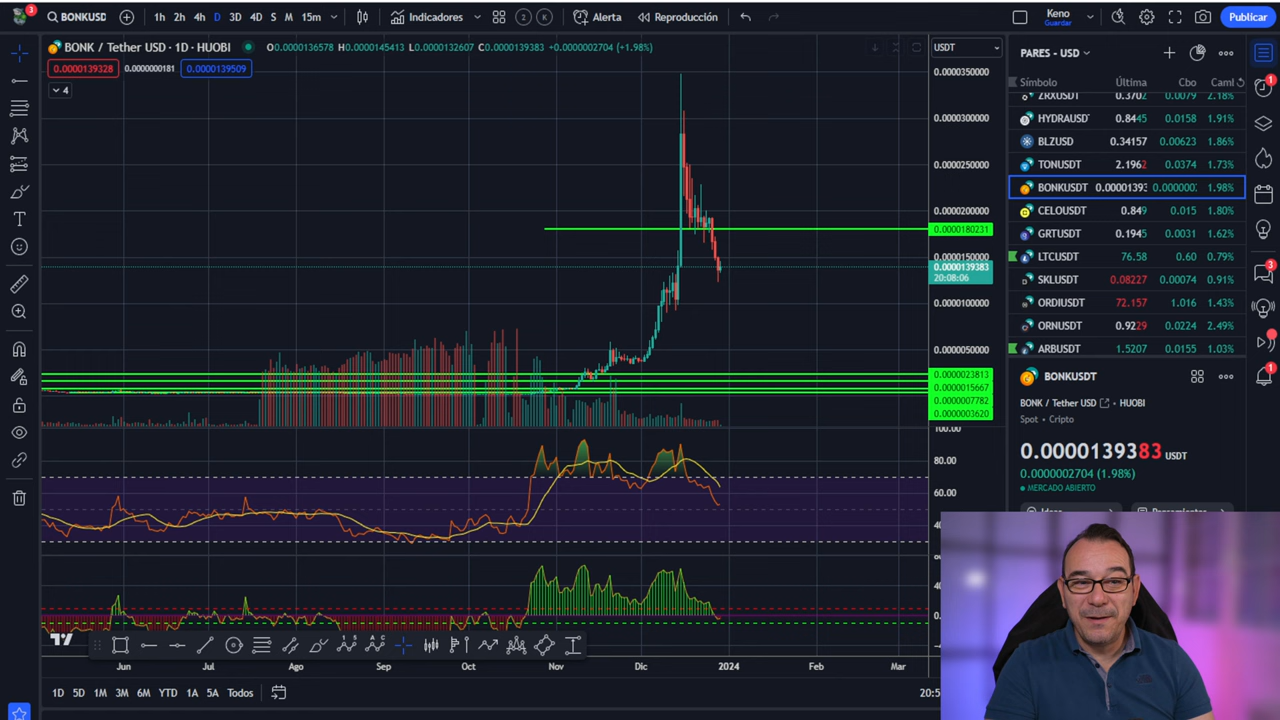 3
BONKUSD
1h 2h 4h D 3D 4D S M 15m
Indicadores
2 K
Alerta
Reproducción
Keno
Guardar
Publicar
BONK / Tether USD · 1D · HUOBI
O0.0000136578 H0.0000145413 L0.0000132607 C0.0000139383 +0.0000002704 (+1.98%)
0.0000139328 0.0000000181 0.0000139509
4
USDT
0.0000350000
0.0000300000
0.0000250000
0.0000200000
0.0000180231
0.0000150000
0.0000139383
20:08:06
0.0000100000
0.0000050000
0.0000023813
0.0000015667
0.0000007782
0.0000003620
100.00
80.00
60.00
Jun Jul Ago Sep Oct Nov Dic 2024 Feb Mar
1D 5D 1M 3M 6M YTD 1A 5A Todos
PARES - USD
Símbolo Última Cbo Caml
ZRXUSDT 0.3702 0.0079 2.18%
HYDRAUSD 0.8445 0.0158 1.91%
BLZUSD 0.34157 0.00623 1.86%
TONUSDT 2.1962 0.0374 1.73%
BONKUSDT 0.00001393 0.000000 1.98%
CELOUSDT 0.849 0.015 1.80%
GRTUSDT 0.1945 0.0031 1.62%
LTCUSDT 76.58 0.60 0.79%
SKLUSDT 0.08227 0.00074 0.91%
ORDIUSDT 72.157 1.016 1.43%
ORNUSDT 0.9229 0.0224 2.49%
ARBUSDT 1.5207 0.0155 1.03%
BONKUSDT
BONK / Tether USD · HUOBI
Spot · Cripto
0.0000139383 USDT
0.0000002704 (1.98%)
MERCADO ABIERTO
1
3
1